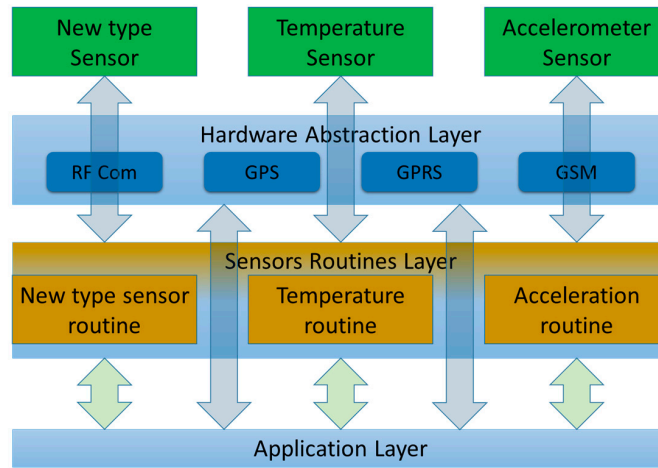 New type
Sensor
Temperature
Sensor
Accelerometer
Sensor
Hardware Abstraction Layer
RF Com
GPS
GPRS
GSM
Sensors Routines Layer
New type sensor
routine
Temperature
routine
Acceleration
routine
Application Layer